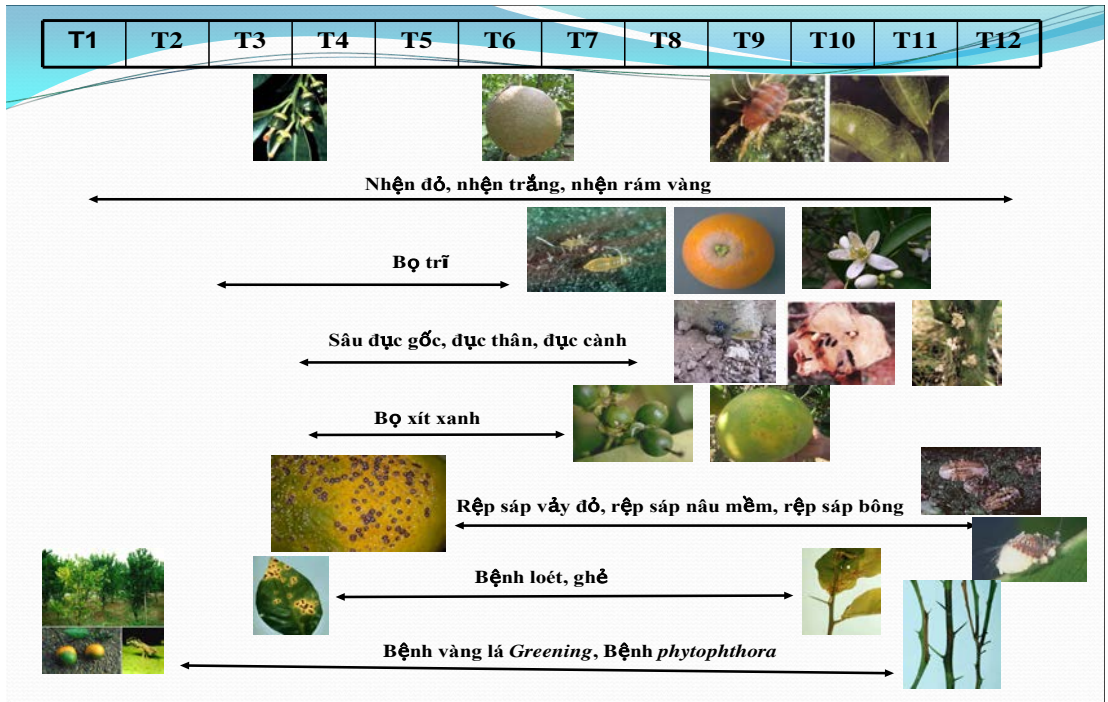 T1 T2 T3 T4 T5 T6 T7 T8 T9 T10 T11 T12
Nhện đỏ, nhện trắng, nhện rám vàng
Bọ trĩ
Sâu đục gốc, đục thân, đục cành
Bọ xít xanh
Rệp sáp vảy đỏ, rệp sáp nâu mềm, rệp sáp bông
Bệnh loét, ghẻ
Bệnh vàng lá Greening, Bệnh phytophthora